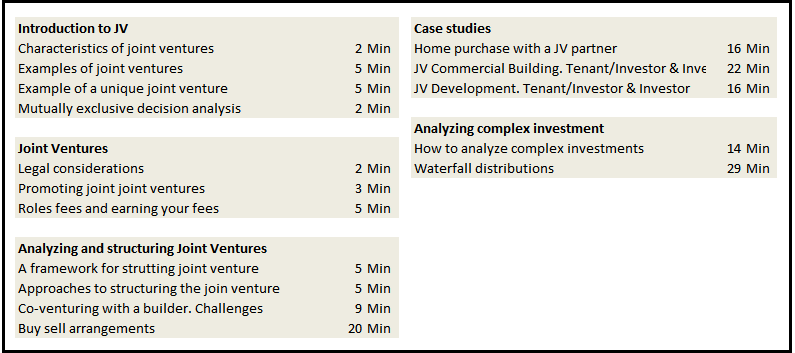 Introduction to JV
Characteristics of joint ventures 2 Min
Examples of joint ventures 5 Min
Example of a unique joint venture 5 Min
Mutually exclusive decision analysis 2 Min
Joint Ventures
Legal considerations 2 Min
Promoting joint joint ventures 3 Min
Roles fees and earning your fees 5 Min
Analyzing and structuring Joint Ventures
A framework for strutting joint venture 5 Min
Approaches to structuring the join venture 5 Min
Co-venturing with a builder. Challenges 9 Min
Buy sell arrangements 20 Min
Case studies
Home purchase with a JV partner 16 Min
JV Commercial Building. Tenant/Investor & Inve 22 Min
JV Development. Tenant/Investor & Investor 16 Min
Analyzing complex investment
How to analyze complex investments 14 Min
Waterfall distributions 29 Min